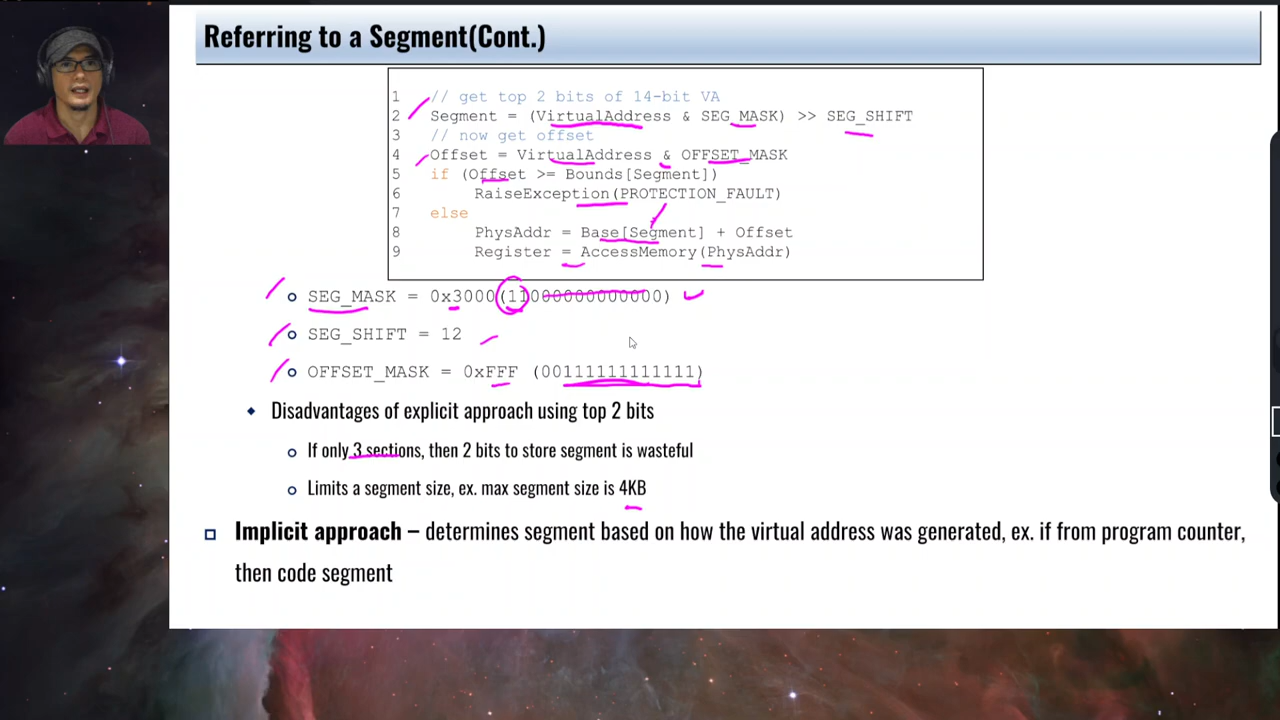 Referring to a Segment(Cont.)
1 // get top 2 bits of 14-bit VA
2 Segment = (VirtualAddress & SEG_MASK) >> SEG_SHIFT
3 // now get offset
4 Offset = VirtualAddress & OFFSET_MASK
5 if (Offset >= Bounds[Segment])
6 RaiseException(PROTECTION_FAULT)
7 else
8 PhysAddr = Base[Segment] + Offset
9 Register = AccessMemory(PhysAddr)
SEG_MASK = 0x3000(11000000000000)
SEG_SHIFT = 12
OFFSET_MASK = 0xFFF (00111111111111)
Disadvantages of explicit approach using top 2 bits
If only 3 sections, then 2 bits to store segment is wasteful
Limits a segment size, ex. max segment size is 4KB
Implicit approach – determines segment based on how the virtual address was generated, ex. if from program counter,
then code segment